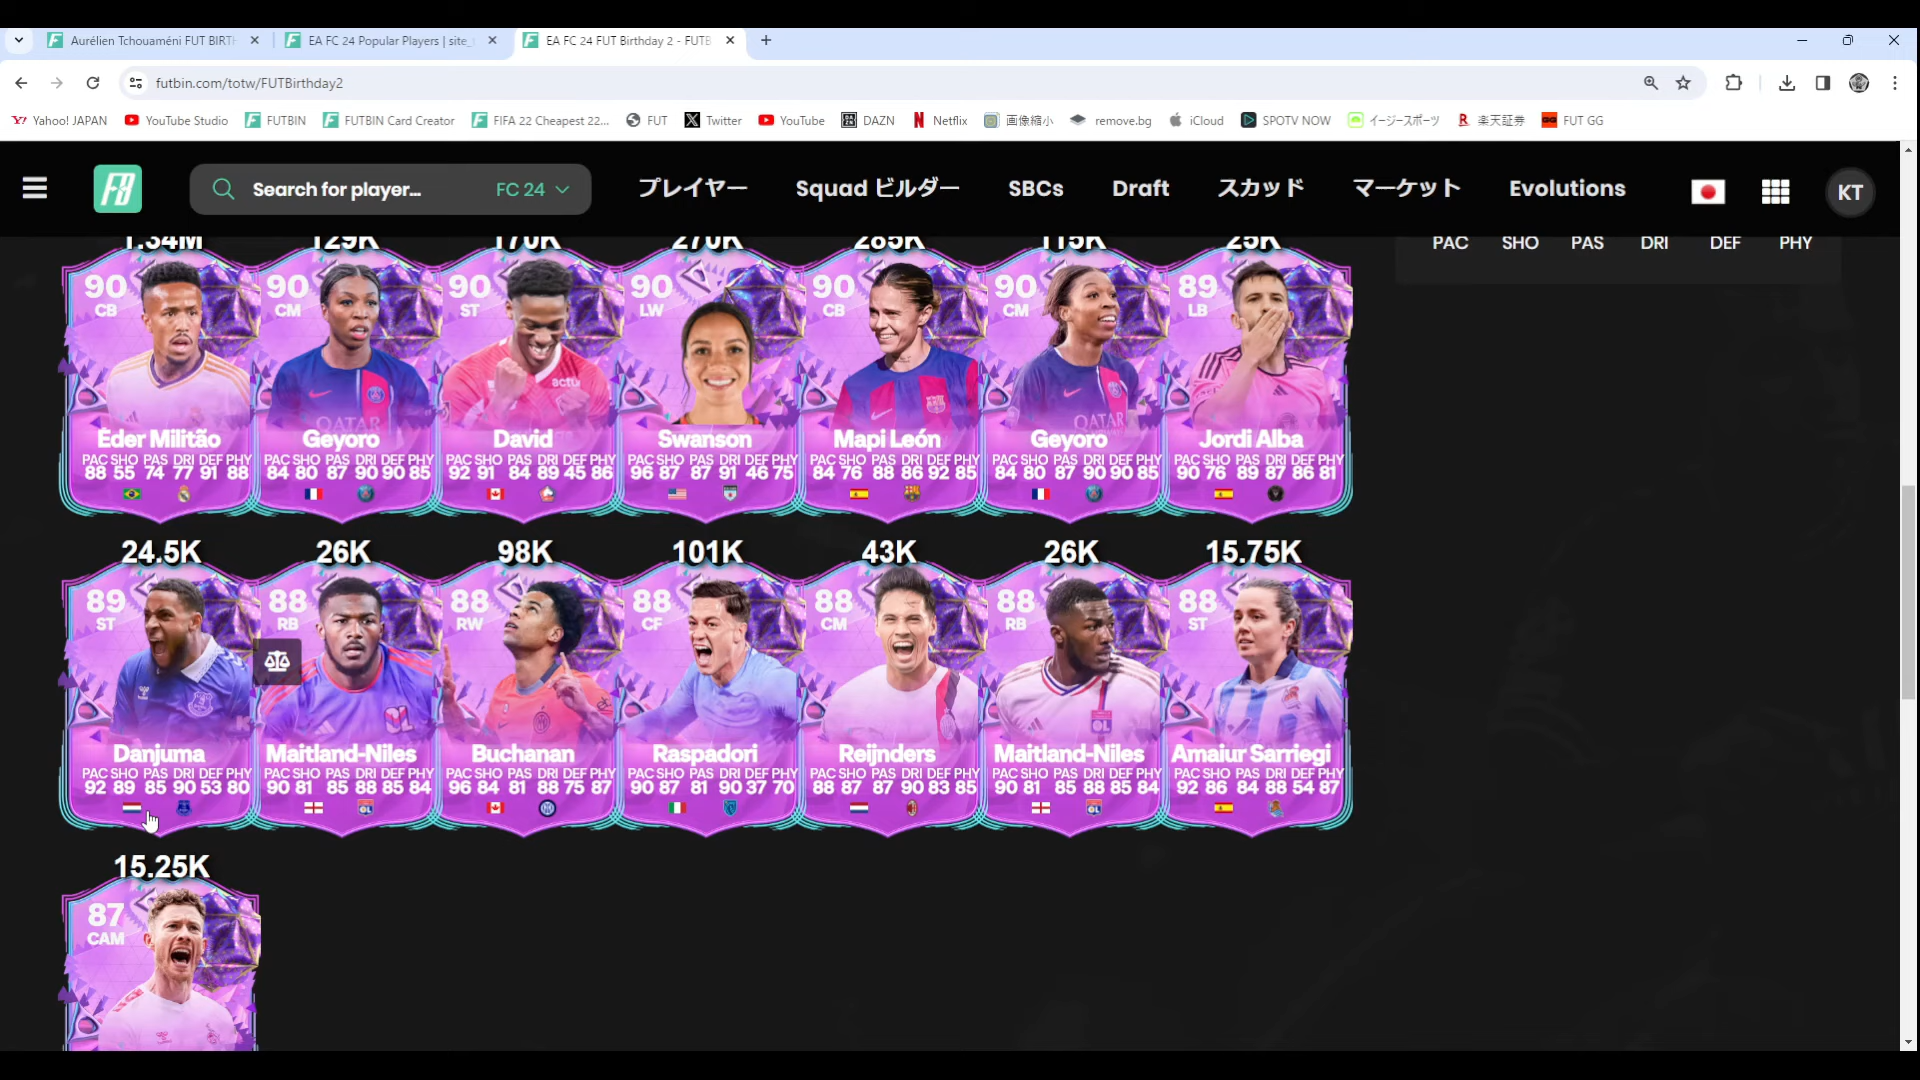 Aurélien Tchouaméni FUT BIRT
EA FC 24 Popular Players | site_
EA FC 24 FUT Birthday 2 - FUTB
futbin.com/totw/FUTBirthday2
Yahoo! JAPAN YouTube Studio FUTBIN FUTBIN Card Creator FIFA 22 Cheapest 22... FUT Twitter YouTube DAZN Netflix 画像縮小 remove.bg iCloud SPOTV NOW イージースポーツ 楽天証券 FUT GG
Search for player... FC 24 プレイヤー Squad ビルダー SBCs Draft スカッド マーケット Evolutions KT
1.34M 129K 170K 270K 285K 115K 25K
PAC SHO PAS DRI DEF PHY
90 90 90 90 90 90 89
CB CM ST LW CB CM LB
Éder Militão Geyoro David Swanson Mapi León Geyoro Jordi Alba
PAC SHO PAS DRI DEF PHY PAC SHO PAS DRI DEF PHY PAC SHO PAS DRI DEF PHY PAC SHO PAS DRI DEF PHY PAC SHO PAS DRI DEF PHY PAC SHO PAS DRI DEF PHY PAC SHO PAS DRI DEF PHY
88 55 74 77 91 88 84 80 87 90 90 85 92 91 84 89 45 86 96 87 87 91 46 75 84 76 88 86 92 85 84 80 87 90 90 85 90 76 89 87 86 81
24.5K 26K 98K 101K 43K 26K 15.75K
89 88 88 88 88 88 88
ST RB RW CF CM RB ST
Danjuma Maitland-Niles Buchanan Raspadori Reijnders Maitland-Niles Amaiur Sarriegi
PAC SHO PAS DRI DEF PHY PAC SHO PAS DRI DEF PHY PAC SHO PAS DRI DEF PHY PAC SHO PAS DRI DEF PHY PAC SHO PAS DRI DEF PHY PAC SHO PAS DRI DEF PHY PAC SHO PAS DRI DEF PHY
92 89 85 90 53 80 90 81 85 88 85 84 96 84 81 88 75 87 90 87 81 90 37 70 88 87 87 90 83 85 90 81 85 88 85 84 92 86 84 88 54 87
15.25K
87
CAM